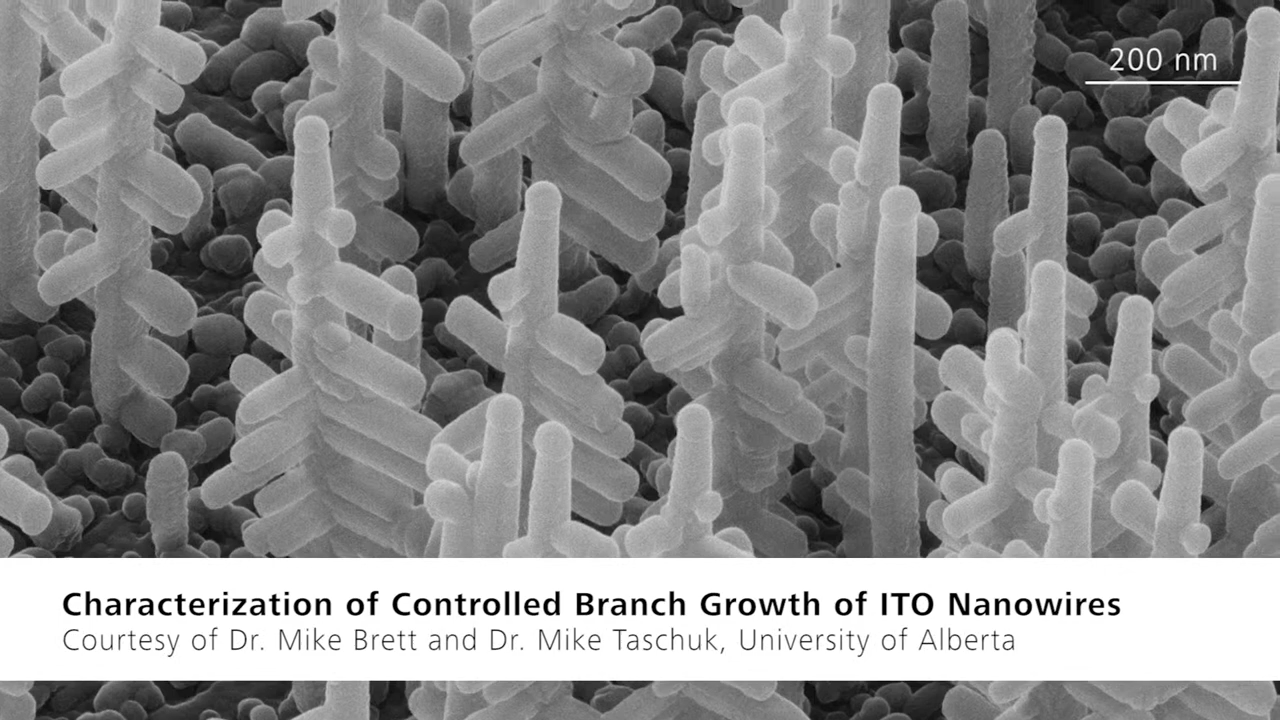 200 nm
Characterization of Controlled Branch Growth of ITO Nanowires
Courtesy of Dr. Mike Brett and Dr. Mike Taschuk, University of Alberta